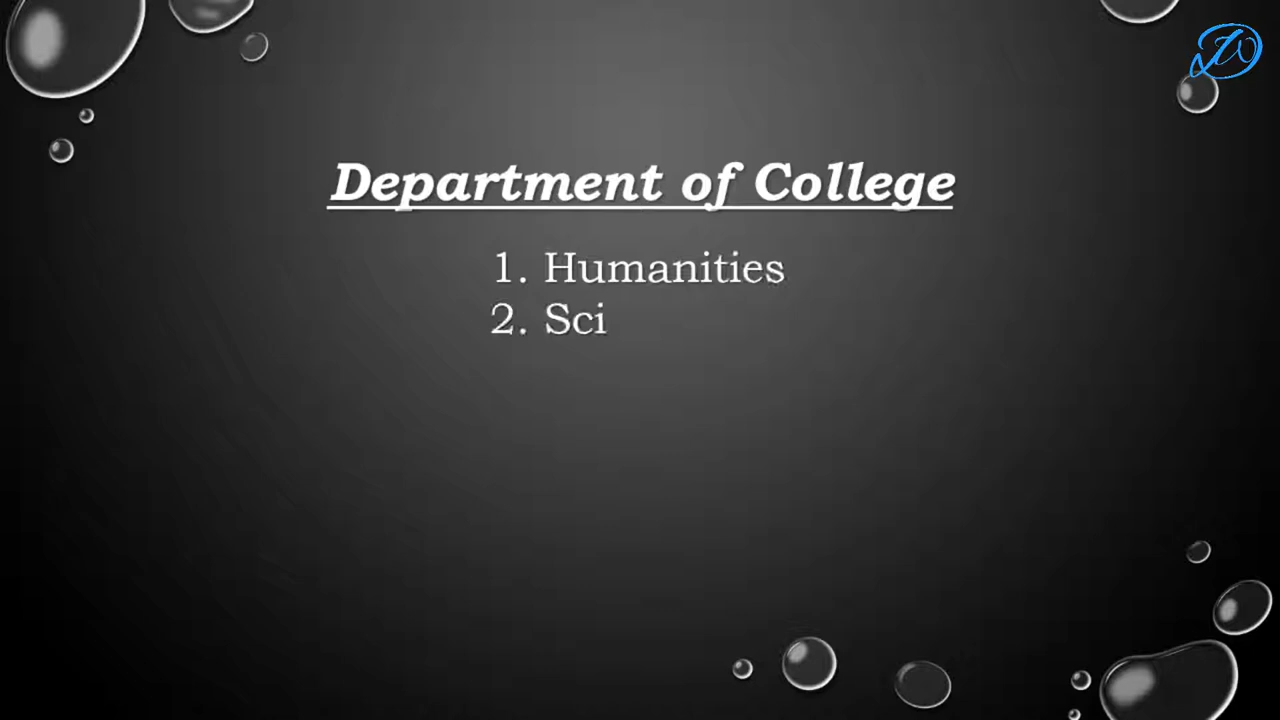 Department of College
1. Humanities
2. Sci